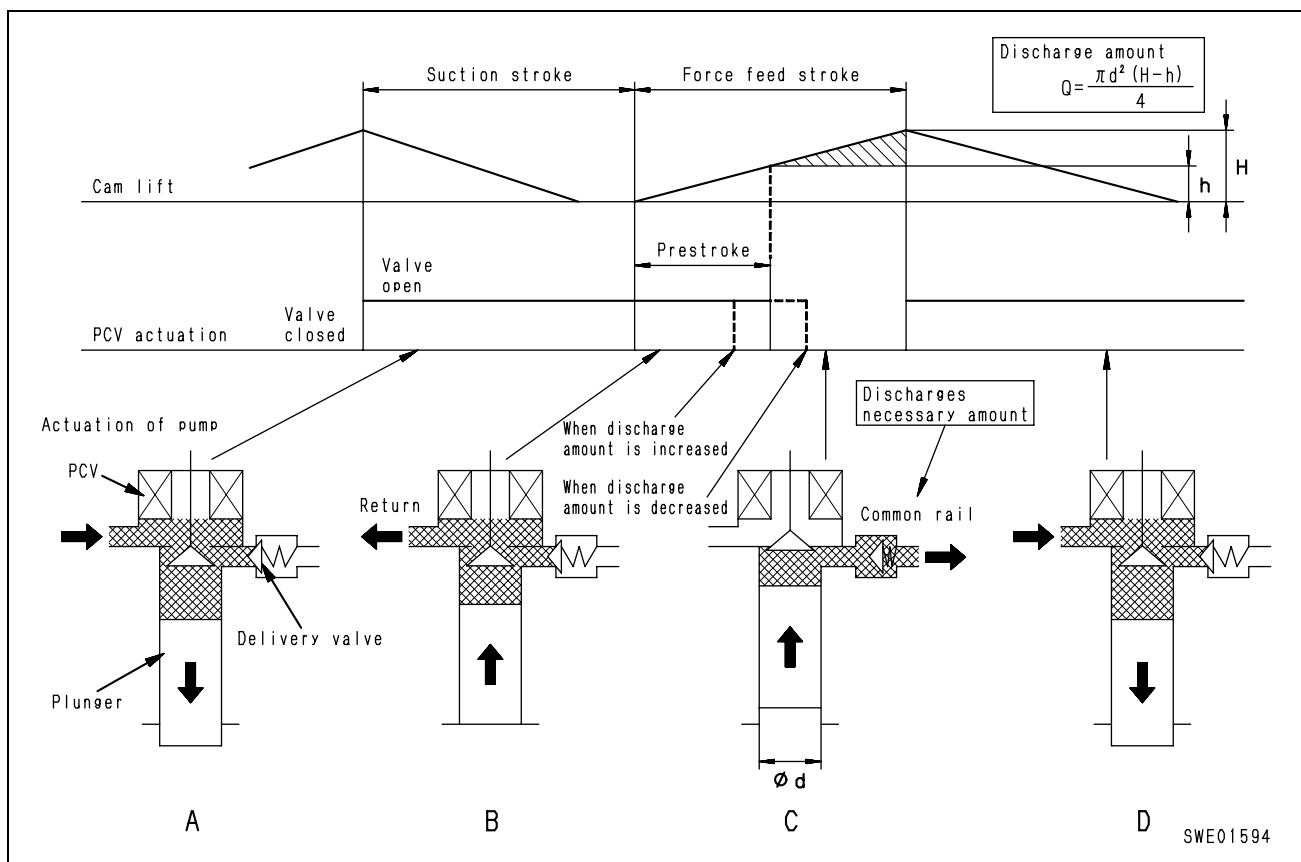 Discharge amount
Q=πd²(H-h)/4
Suction stroke
Force feed stroke
H
h
Cam lift
Prestroke
Valve
open
Valve
closed
PCV actuation
Discharges
necessary amount
When discharge
amount is increased
When discharge
amount is decreased
Actuation of pump
PCV
Return
Common rail
Delivery valve
Plunger
Ød
A
B
C
D
SWE01594